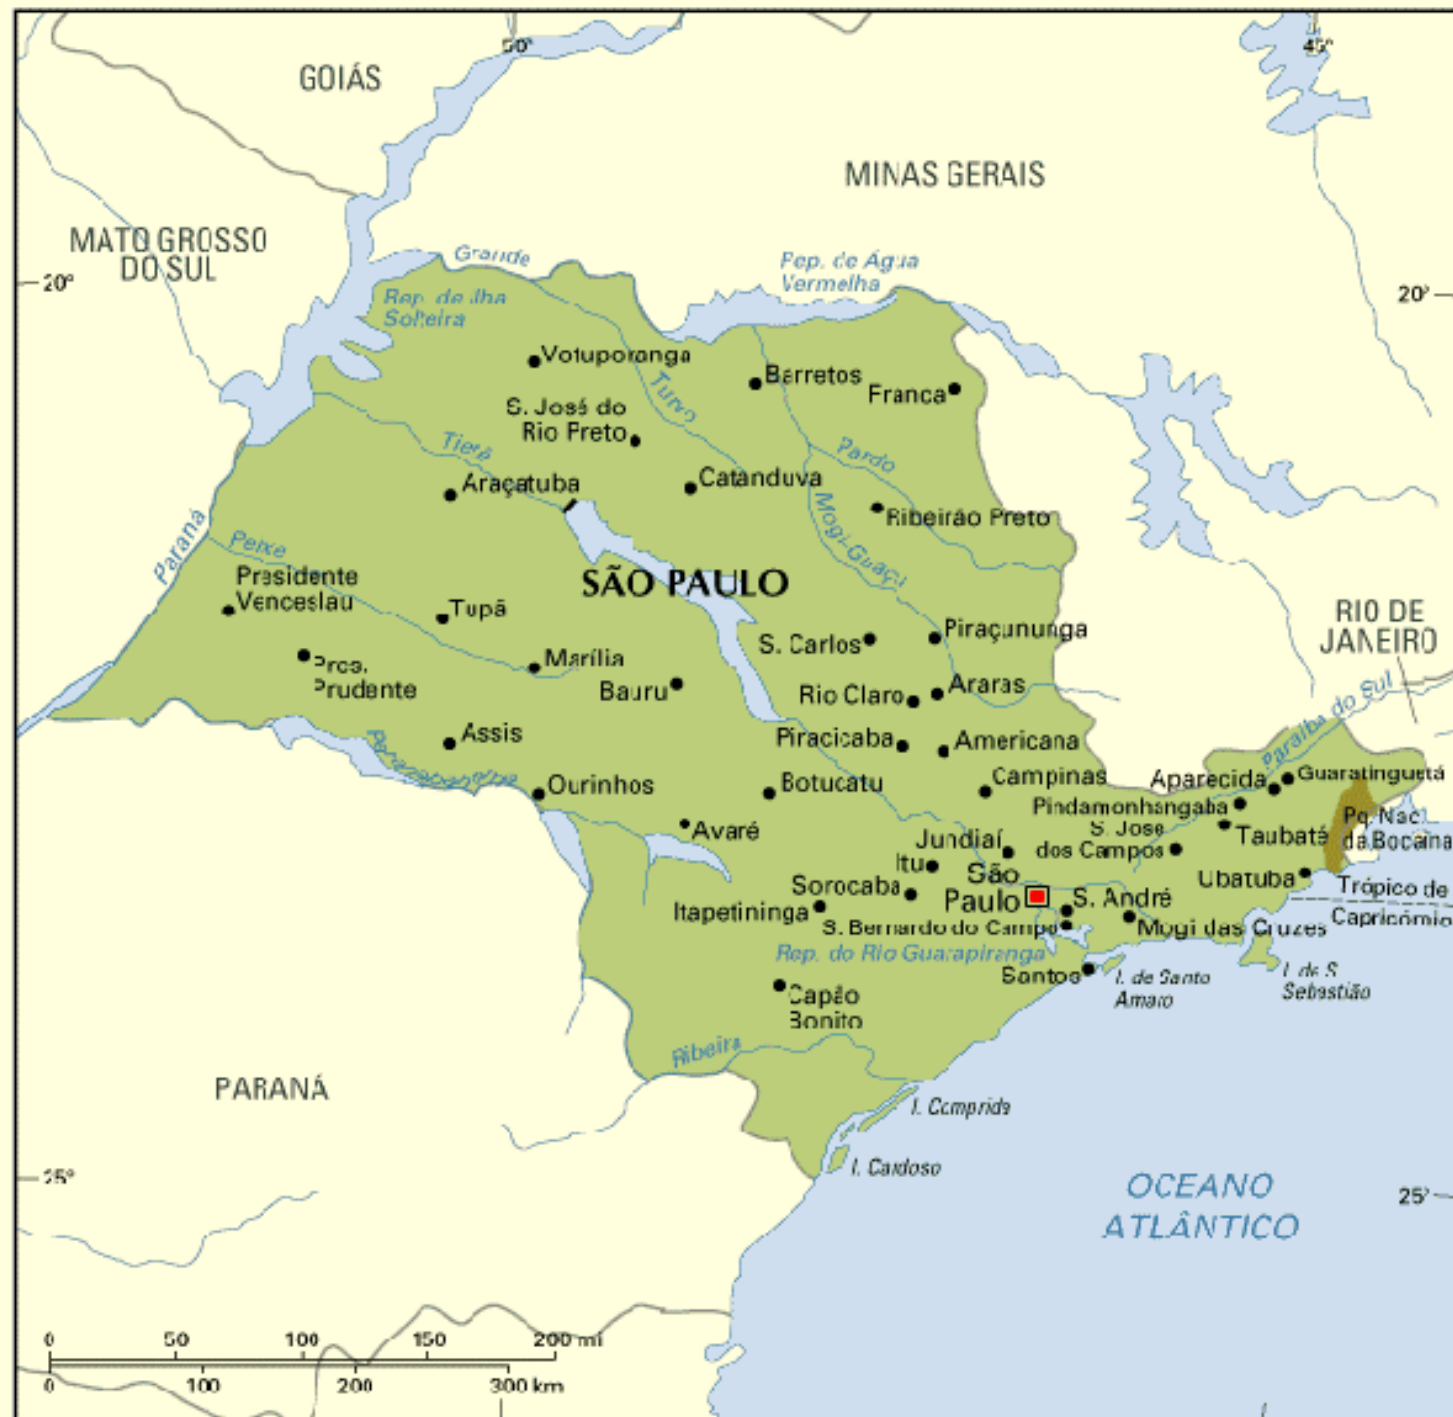 50°
45°
GOIÁS
MINAS GERAIS
MATO GROSSO
DO SUL
20°
Grande
Rep. de Água
Vermelha
20°
Rep. de Ilha
Solteira
Votuporanga
Barretos
Franca
Turvo
S. José do
Rio Preto
Tietê
Pardo
Araçatuba
Catanduva
Mogi-Guaçu
Ribeirão Preto
Paraná
Peixe
SÃO PAULO
Presidente
Venceslau
Tupã
RIO DE
JANEIRO
S. Carlos
Piraçununga
Pres.
Prudente
Marília
Bauru
Rio Claro
Araras
Paraíba do Sul
Assis
Piracicaba
Americana
Paranapanema
Ourinhos
Botucatu
Campinas
Aparecida
Guaratinguetá
Pindamonhangaba
Avaré
Jundiaí
S. José
dos Campos
Taubaté
Pq. Nac.
da Bocaina
Itu
São
Paulo
Ubatuba
Trópico de
Capricórnio
Sorocaba
Itapetininga
S. André
S. Bernardo do Campo
Mogi das Cruzes
Rep. do Rio Guarapiranga
Santos
I. de Santo
Amaro
I. de S.
Sebastião
Capão
Bonito
Ribeira
PARANÁ
I. Comprida
I. Cardoso
25°
25°
OCEANO
ATLÂNTICO
0 50 100 150 200 mi
0 100 200 300 km